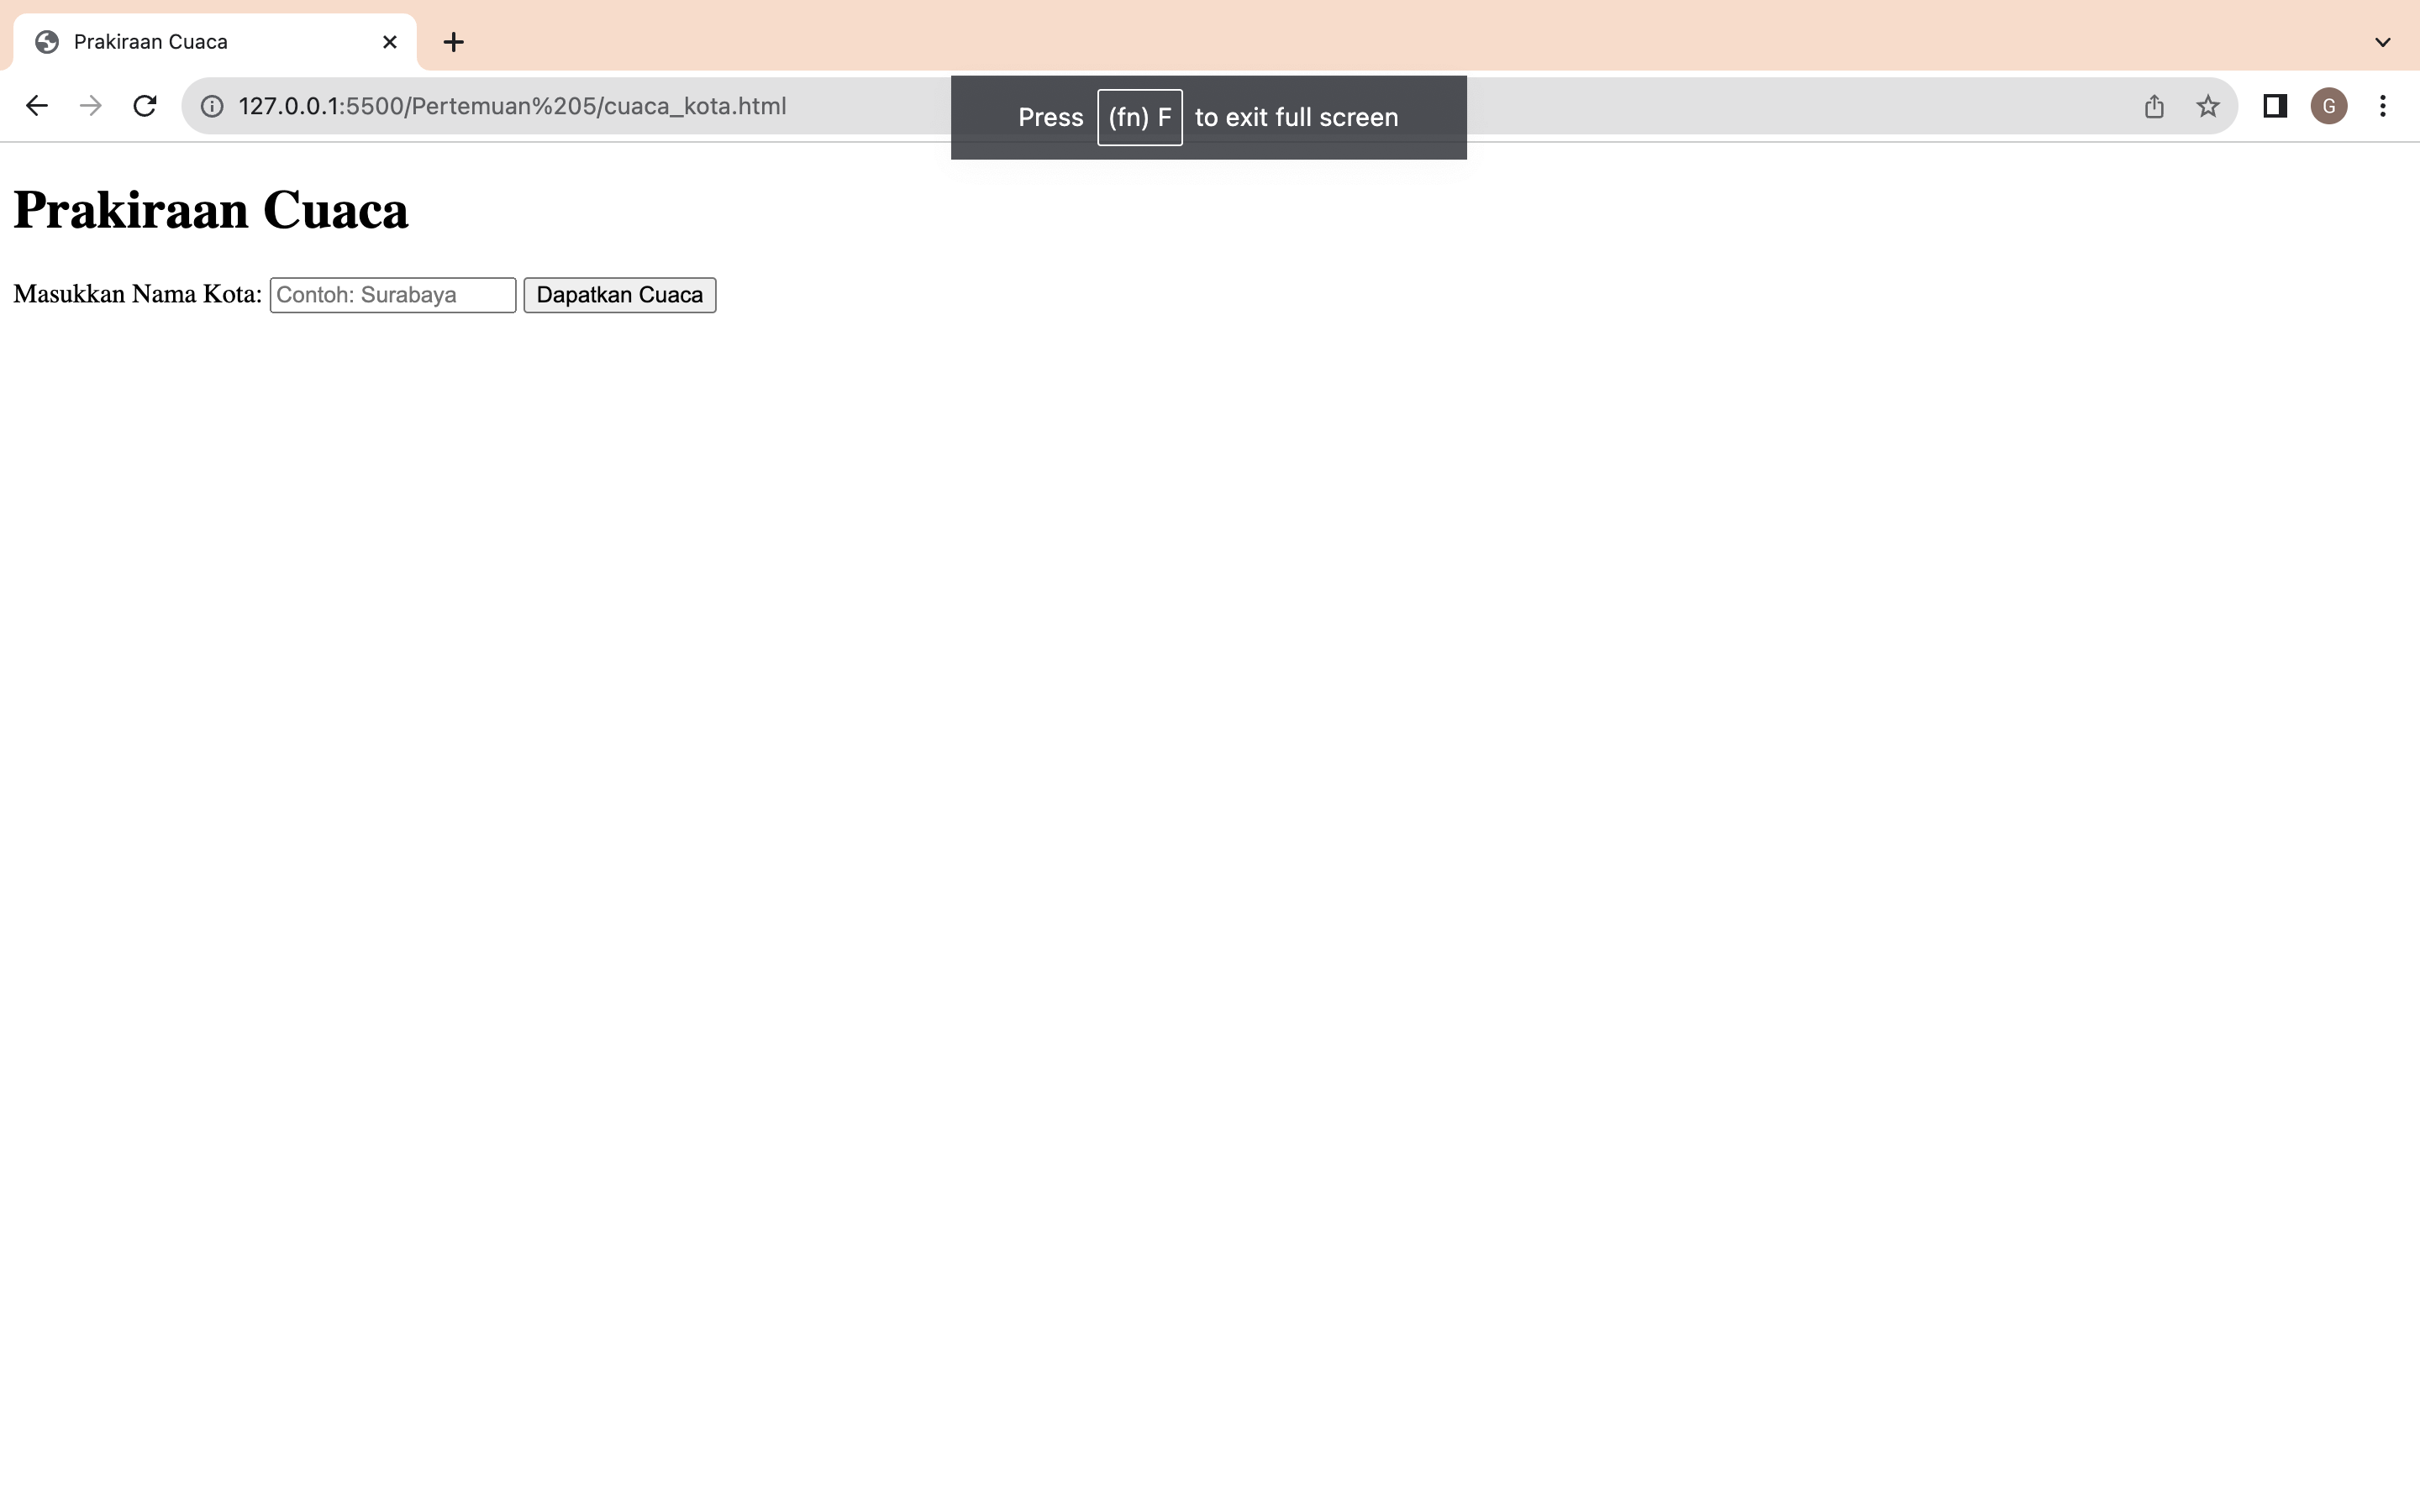 Prakiraan Cuaca
127.0.0.1:5500/Pertemuan%205/cuaca_kota.html
G
Press (fn) F to exit full screen
Prakiraan Cuaca
Masukkan Nama Kota: Contoh: Surabaya Dapatkan Cuaca